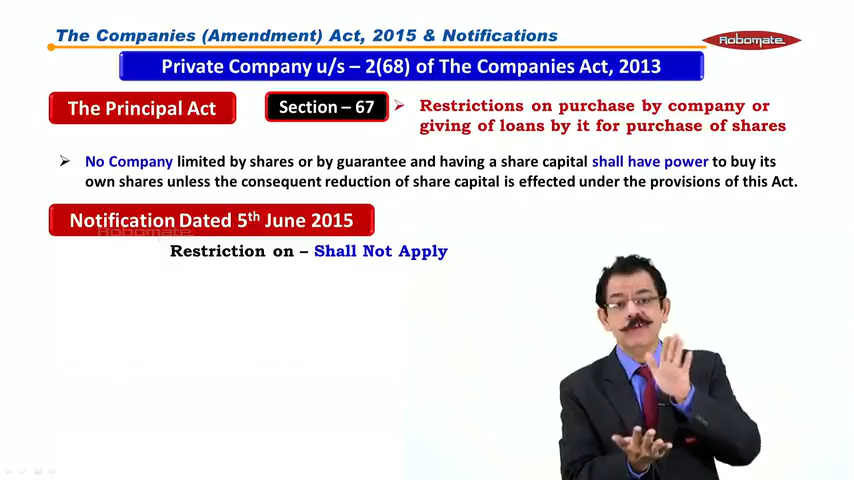 The Companies (Amendment) Act, 2015 & Notifications
Robomate
Private Company u/s – 2(68) of The Companies Act, 2013
The Principal Act
Section – 67
Restrictions on purchase by company or
giving of loans by it for purchase of shares
No Company limited by shares or by guarantee and having a share capital shall have power to buy its
own shares unless the consequent reduction of share capital is effected under the provisions of this Act.
Notification Dated 5th June 2015
Robomate
Restriction on – Shall Not Apply